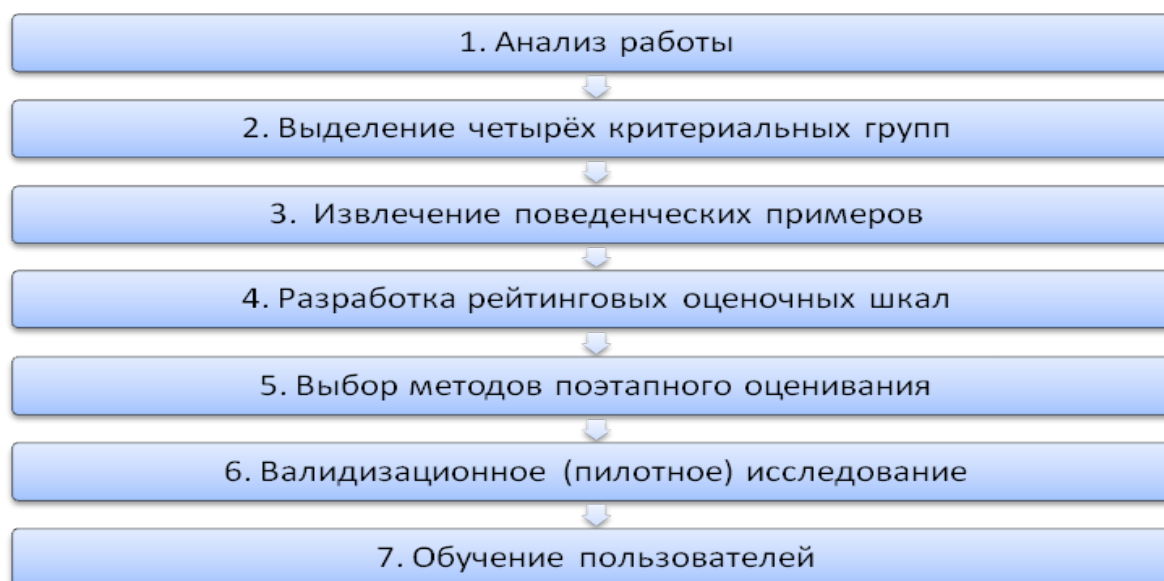 1. Анализ работы
2. Выделение четырёх критериальных групп
3. Извлечение поведенческих примеров
4. Разработка рейтинговых оценочных шкал
5. Выбор методов поэтапного оценивания
6. Валидизационное (пилотное) исследование
7. Обучение пользователей